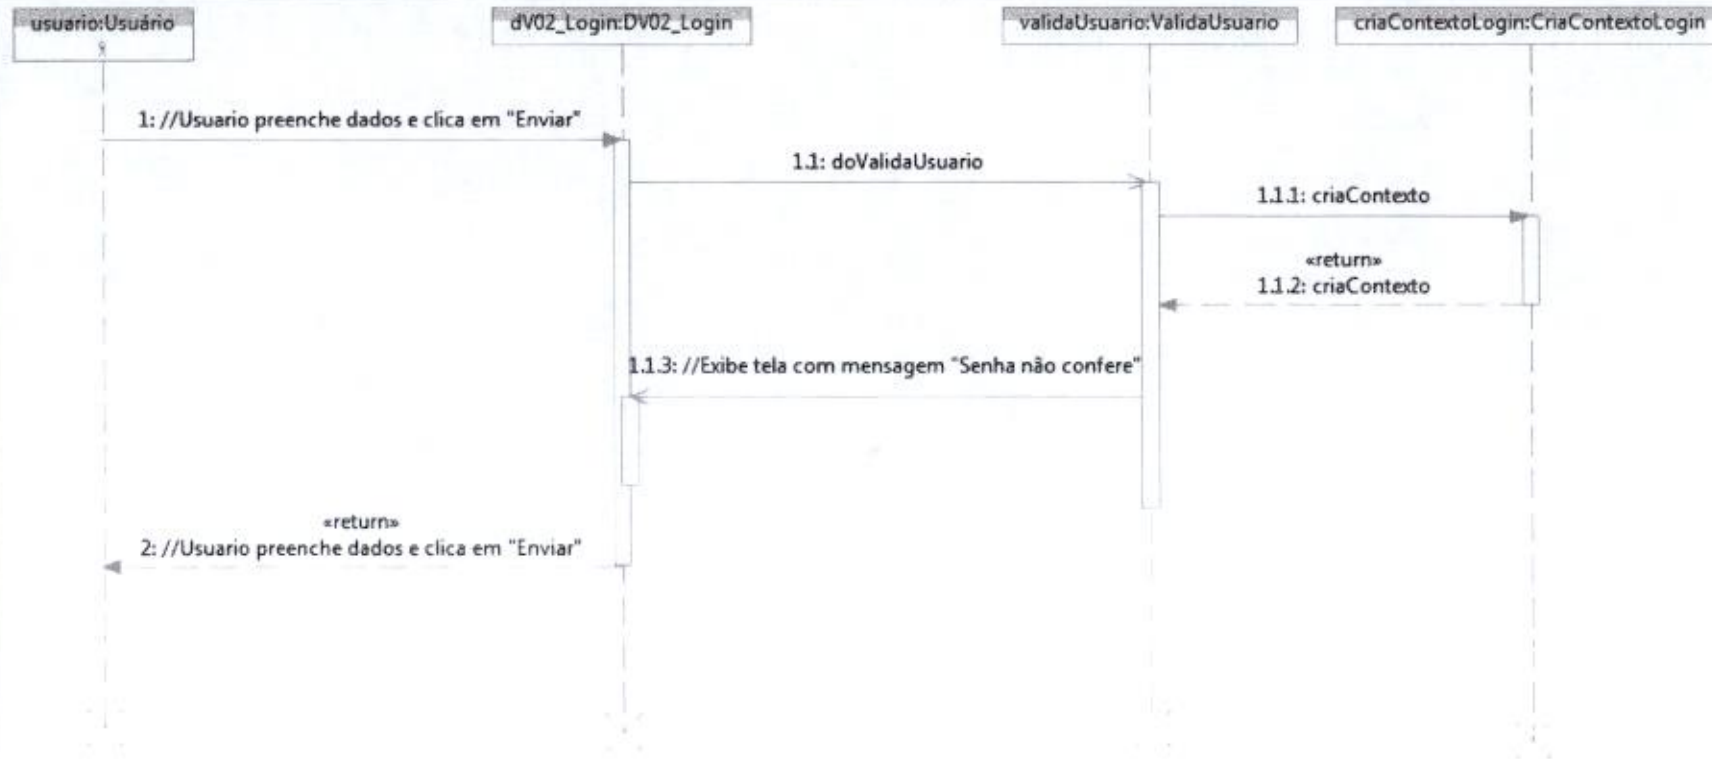 usuario:Usuário
dV02_Login:DV02_Login
validaUsuario:ValidaUsuario
criaContextoLogin:CriaContextoLogin
1: //Usuario preenche dados e clica em "Enviar"
1.1: doValidaUsuario
1.1.1: criaContexto
«return»
1.1.2: criaContexto
1.1.3: //Exibe tela com mensagem "Senha não confere"
«return»
2: //Usuario preenche dados e clica em "Enviar"